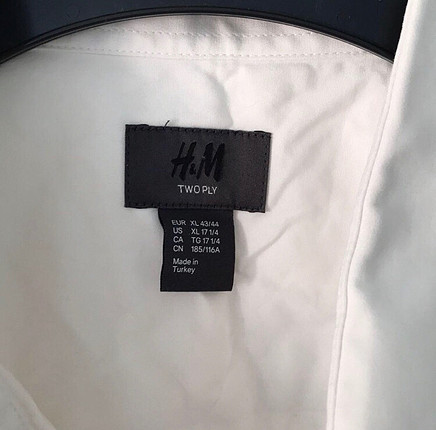 H&M
TWO PLY
EUR XL 43/44
US XL 17 1/4
CA TG 17 1/4
CN 185/116A
Made in
Turkey